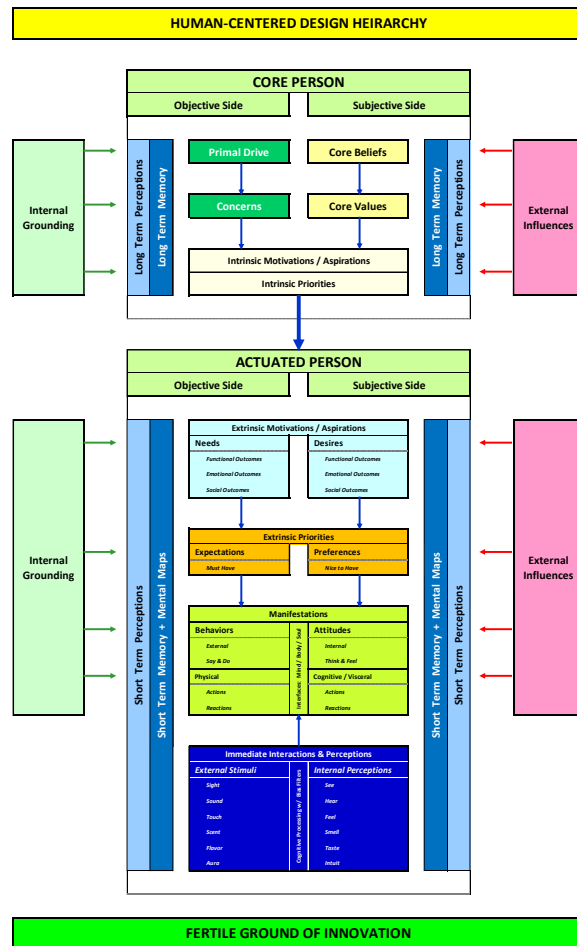 HUMAN-CENTERED DESIGN HEIRARCHY
CORE PERSON
Objective Side
Subjective Side
Internal
Grounding
Long Term Perceptions
Long Term Memory
Primal Drive
Core Beliefs
Concerns
Core Values
Intrinsic Motivations / Aspirations
Intrinsic Priorities
Long Term Memory
Long Term Perceptions
External
Influences
ACTUATED PERSON
Objective Side
Subjective Side
Internal
Grounding
Short Term Perceptions
Short Term Memory + Mental Maps
Extrinsic Motivations / Aspirations
Needs
Functional Outcomes
Emotional Outcomes
Social Outcomes
Desires
Functional Outcomes
Emotional Outcomes
Social Outcomes
Extrinsic Priorities
Expectations
Must Have
Preferences
Nice to Have
Manifestations
Behaviors
External
Say & Do
Physical
Actions
Reactions
Interfaces: Mind / Body / Soul
Attitudes
Internal
Think & Feel
Cognitive / Visceral
Actions
Reactions
Immediate Interactions & Perceptions
External Stimuli
Sight
Sound
Touch
Scent
Flavor
Aura
Cognitive Processing w/ Bias Filters
Internal Perceptions
See
Hear
Feel
Smell
Taste
Intuit
Short Term Memory + Mental Maps
Short Term Perceptions
External
Influences
FERTILE GROUND OF INNOVATION